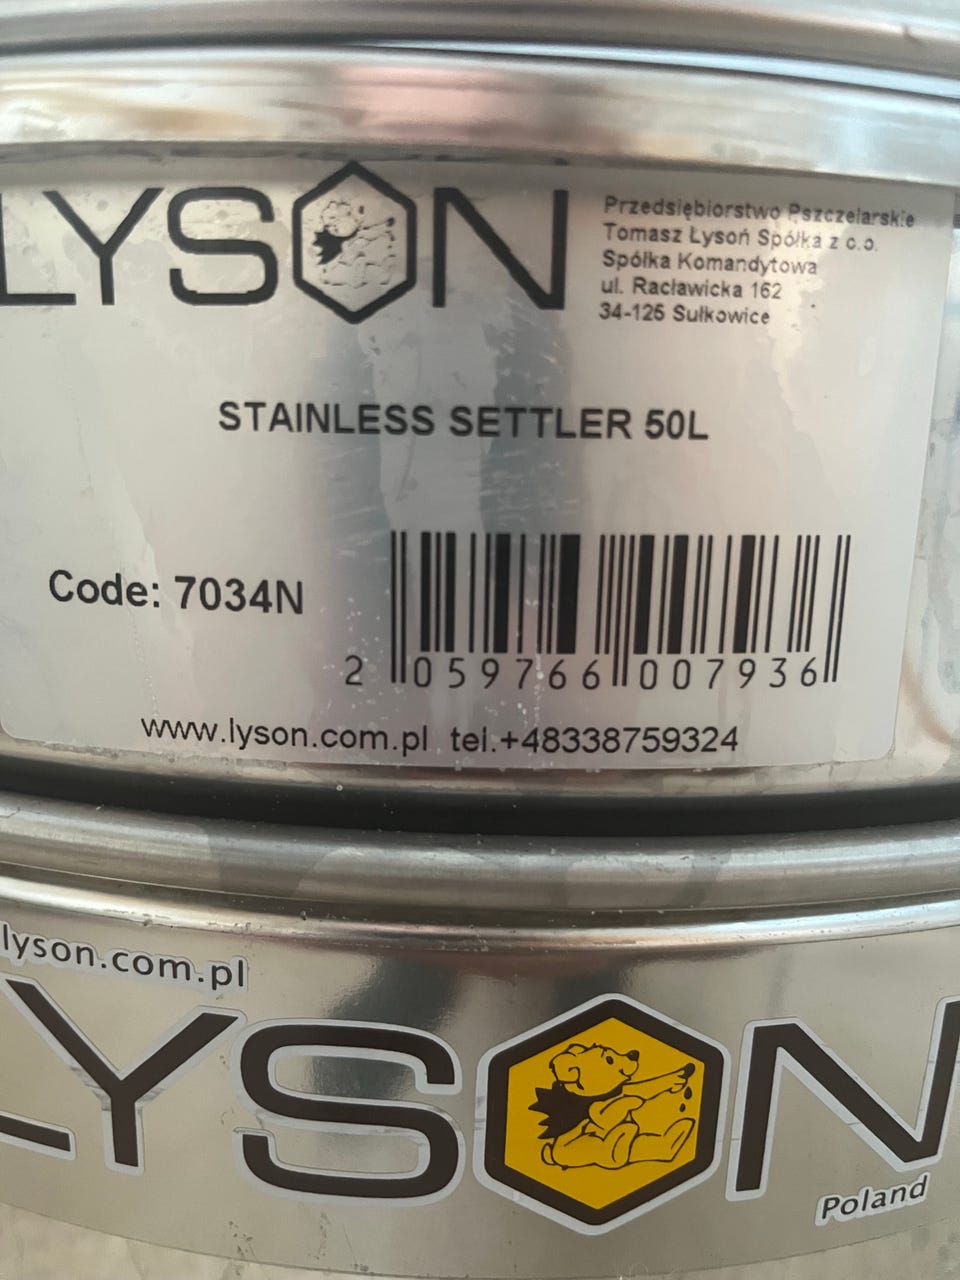 LYSON
Przedsiębiorstwo Pszczelarskie
Tomasz Łysoń Spółka z o.o.
Spółka Komandytowa
ul. Racławicka 162
34-125 Sułkowice
STAINLESS SETTLER 50L
Code: 7034N
2 059766 007936
www.lyson.com.pl tel.+48338759324
lyson.com.pl
LYSON
Poland